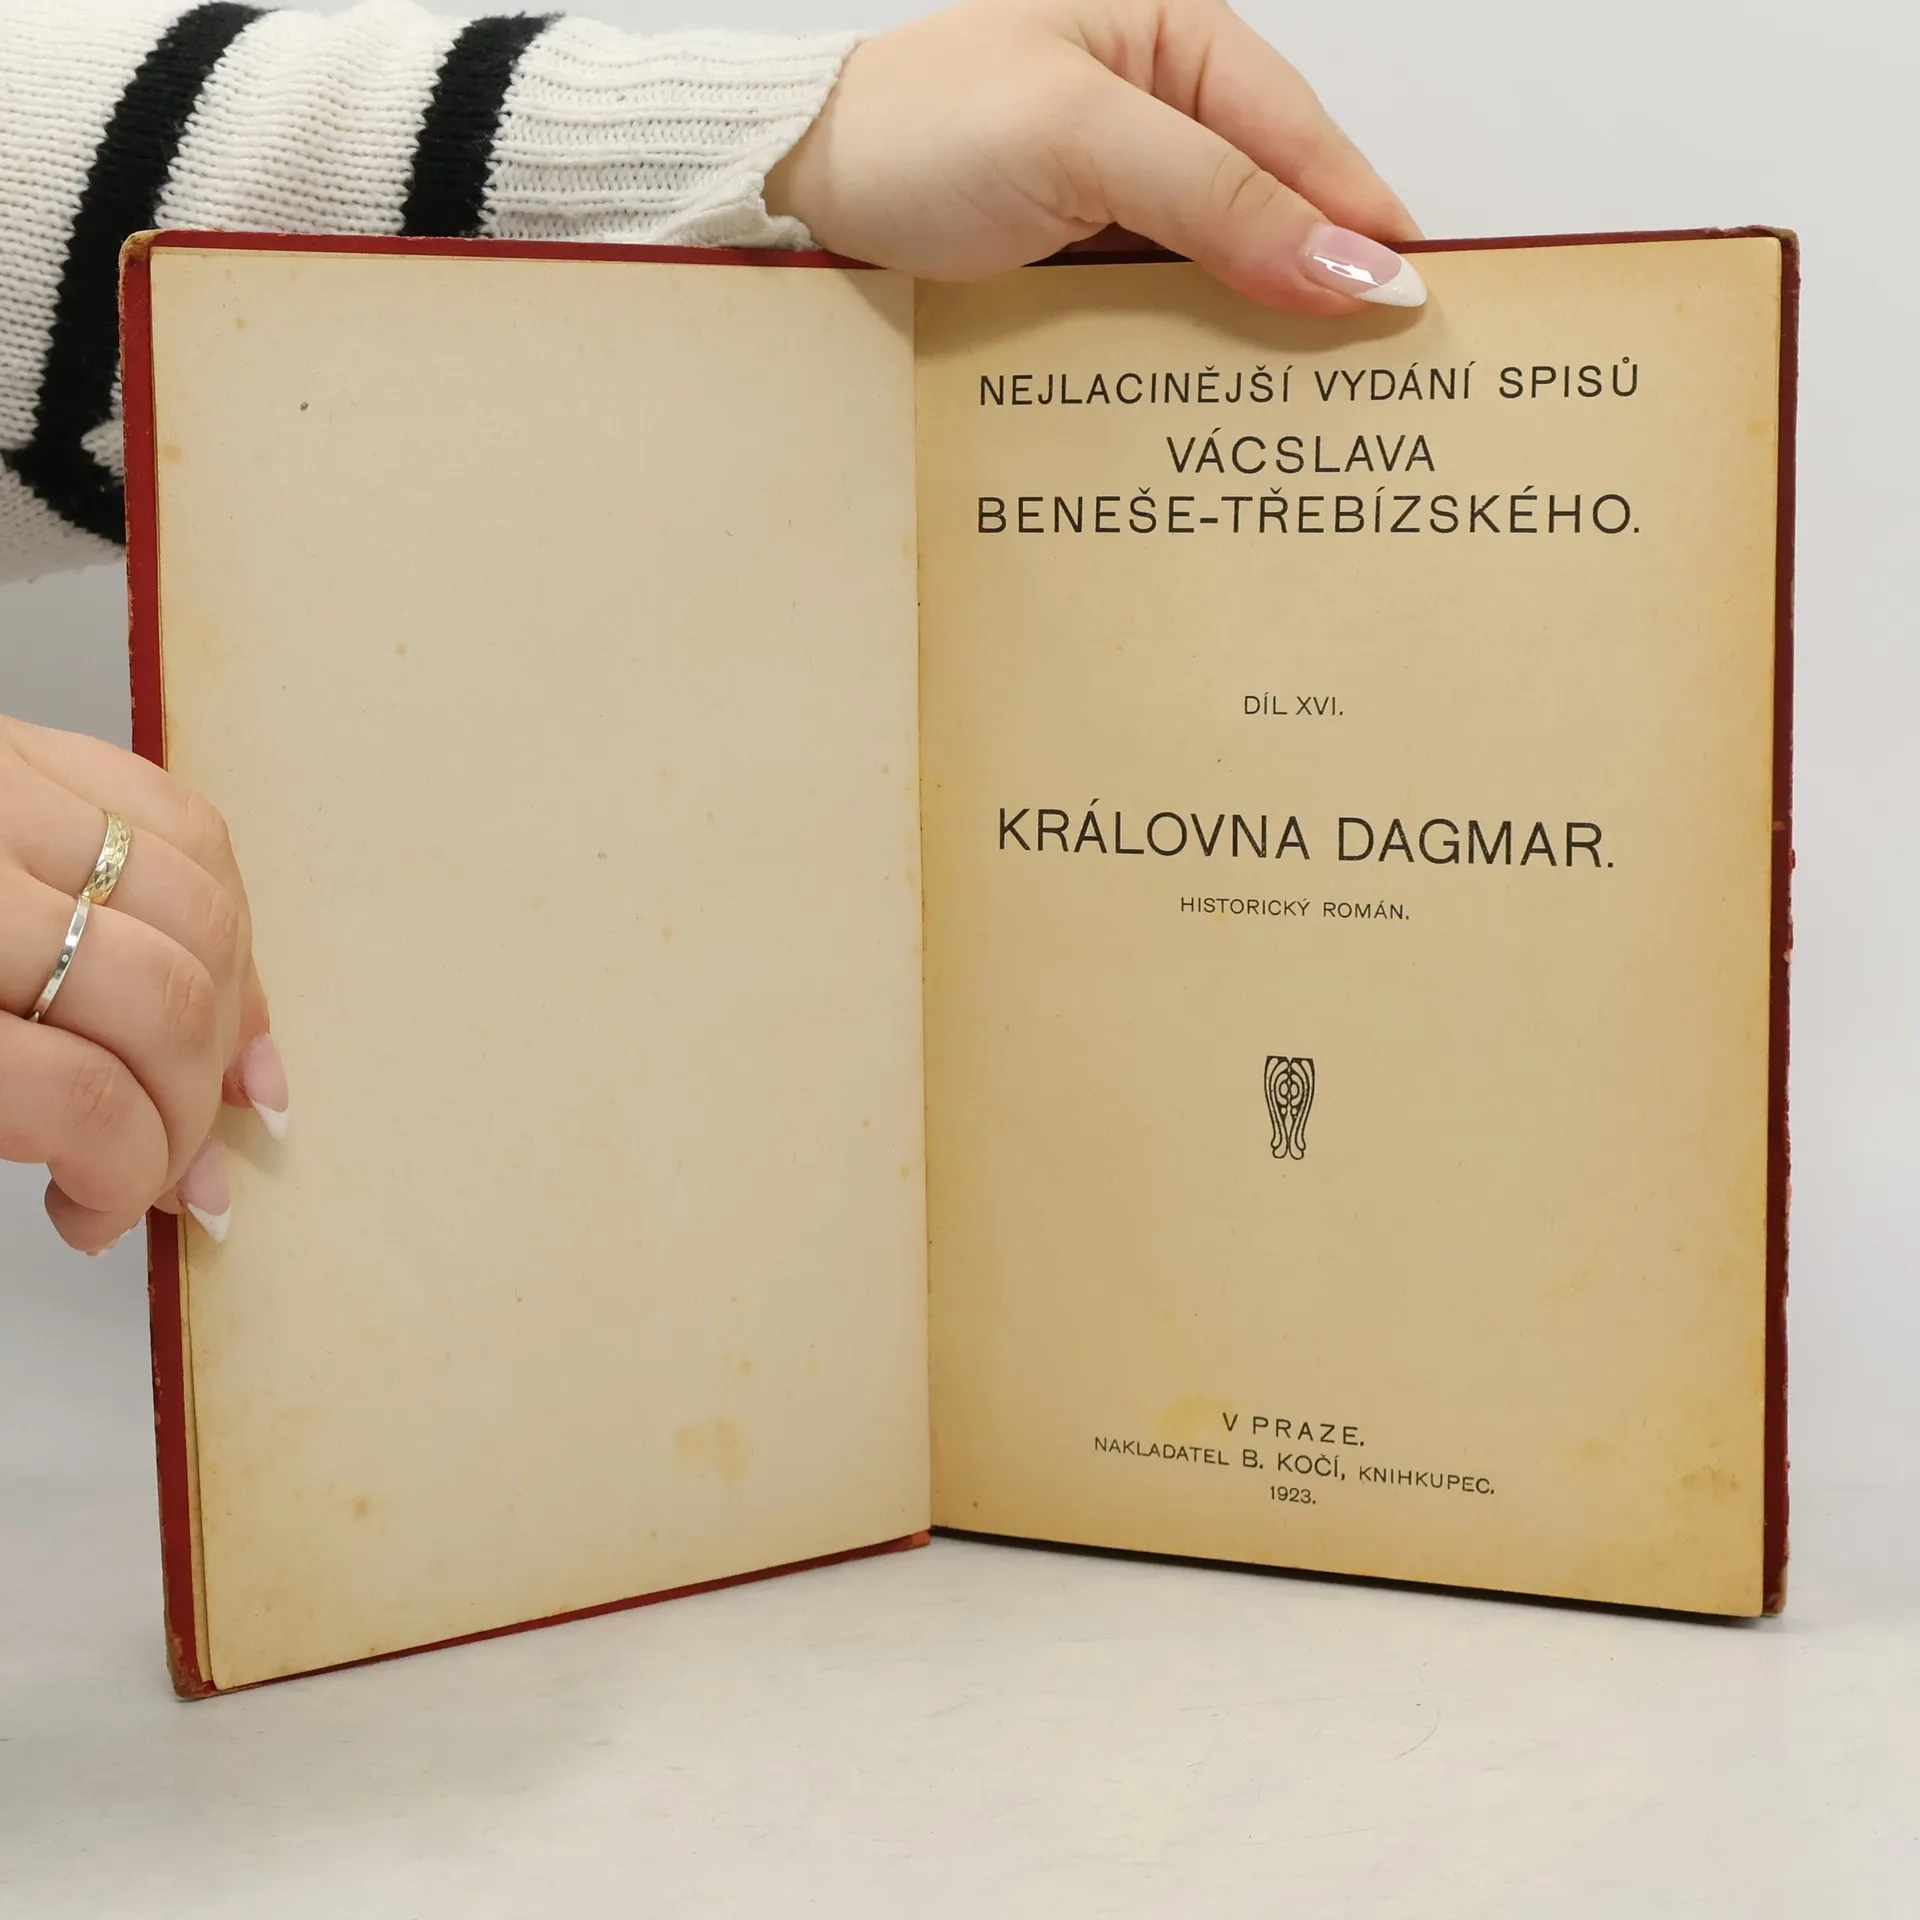 NEJLACINĚJŠÍ VYDÁNÍ SPISŮ
VÁCSLAVA
BENEŠE-TŘEBÍZSKÉHO.
DÍL XVI.
KRÁLOVNA DAGMAR.
HISTORICKÝ ROMÁN.
V PRAZE.
NAKLADATEL B. KOČÍ, KNIHKUPEC.
1923.